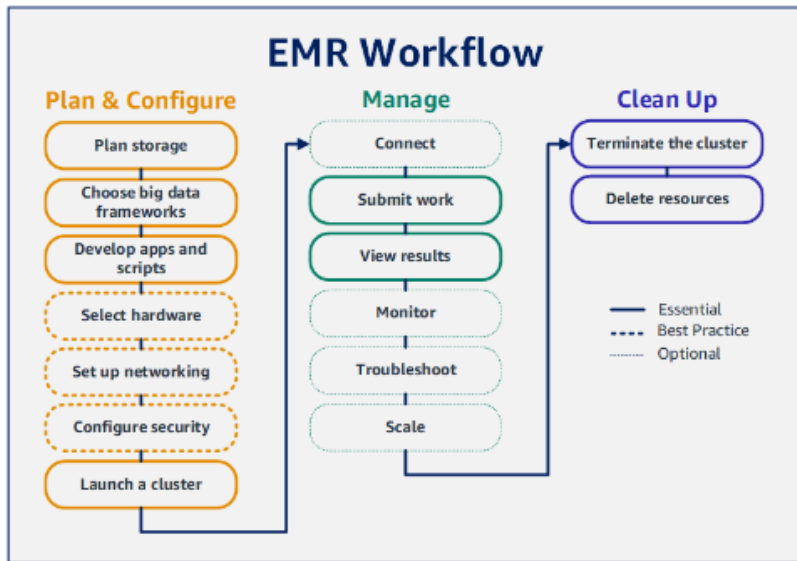 EMR Workflow
Plan & Configure
Plan storage
Choose big data
frameworks
Develop apps and
scripts
Select hardware
Set up networking
Configure security
Launch a cluster
Manage
Connect
Submit work
View results
Monitor
Troubleshoot
Scale
Clean Up
Terminate the cluster
Delete resources
Essential
Best Practice
Optional